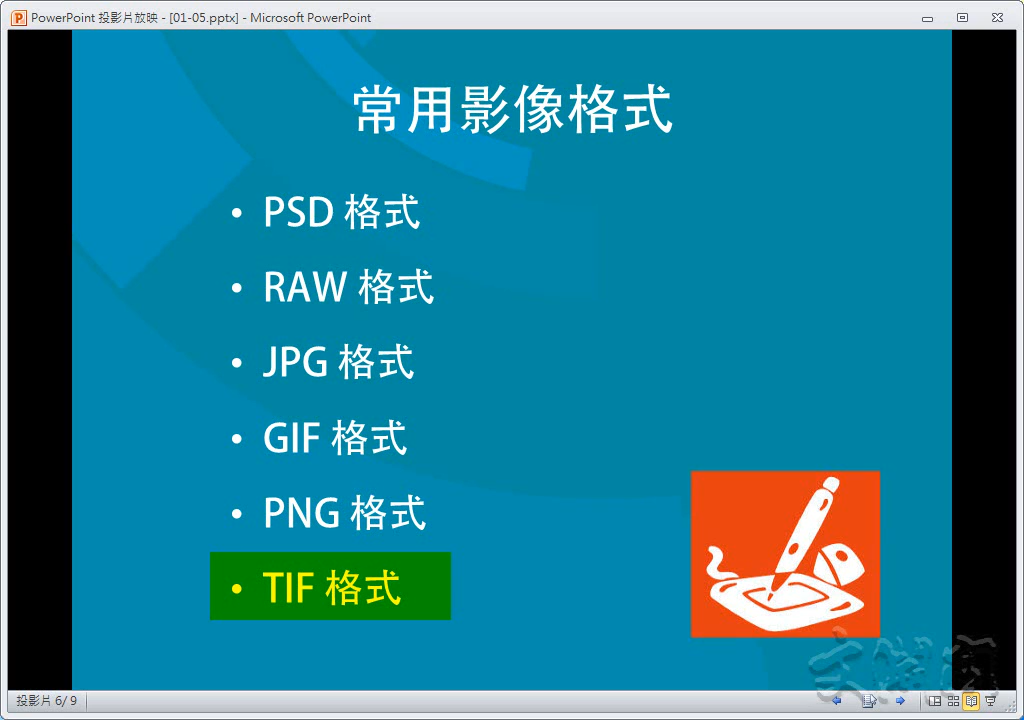 PowerPoint 投影片放映 - [01-05.pptx] - Microsoft PowerPoint
常用影像格式
• PSD 格式
• RAW 格式
• JPG 格式
• GIF 格式
• PNG 格式
• TIF 格式
投影片 6/ 9